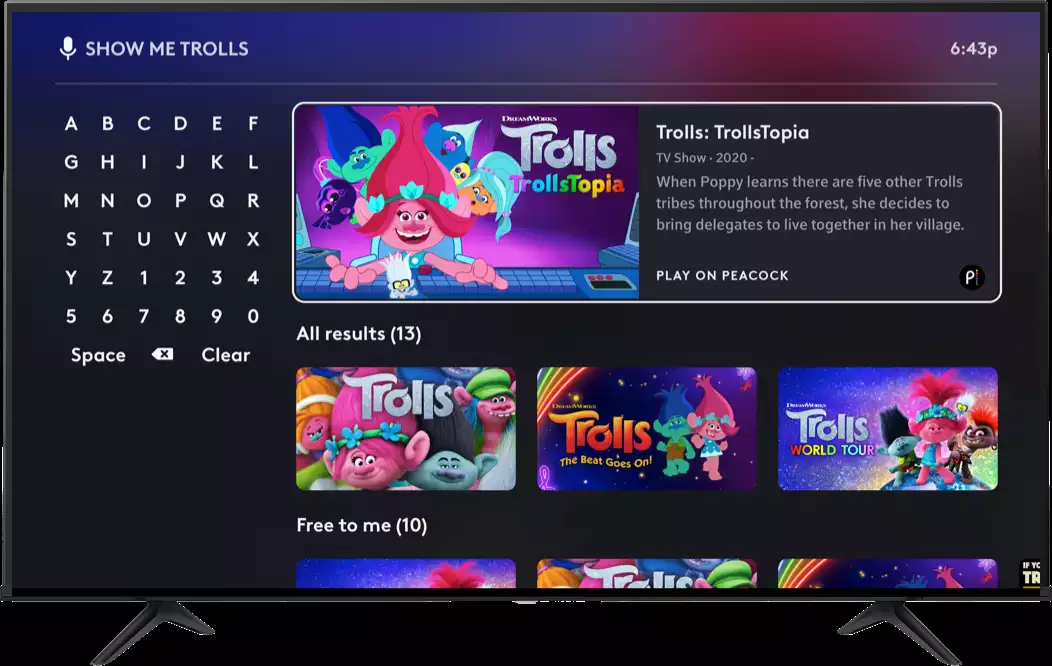 SHOW ME TROLLS
6:43p
A B C D E F
G H I J K L
M N O P Q R
S T U V W X
Y Z 1 2 3 4
5 6 7 8 9 0
Space Clear
DREAMWORKS
Trolls
TrollsTopia
Trolls: TrollsTopia
TV Show · 2020 -
When Poppy learns there are five other Trolls
tribes throughout the forest, she decides to
bring delegates to live together in her village.
PLAY ON PEACOCK
P
All results (13)
Trolls
DREAMWORKS
Trolls
The Beat Goes On!
DREAMWORKS
Trolls
WORLD TOUR
Free to me (10)
Trolls
IF YO
TR